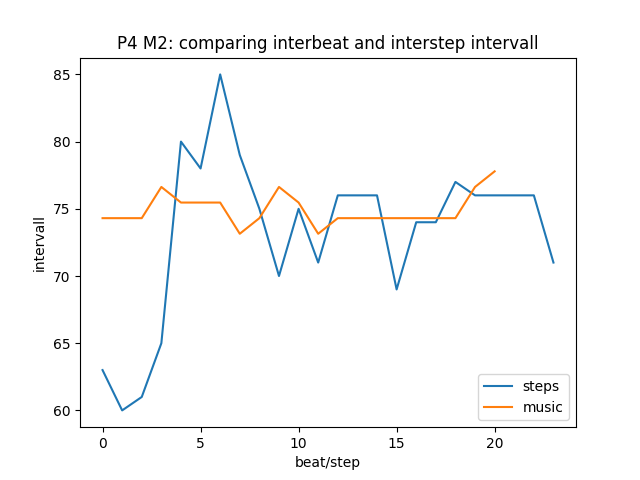 P4 M2: comparing interbeat and interstep intervall
85
80
75
70
65
60
intervall
0 5 10 15 20
beat/step
steps
music